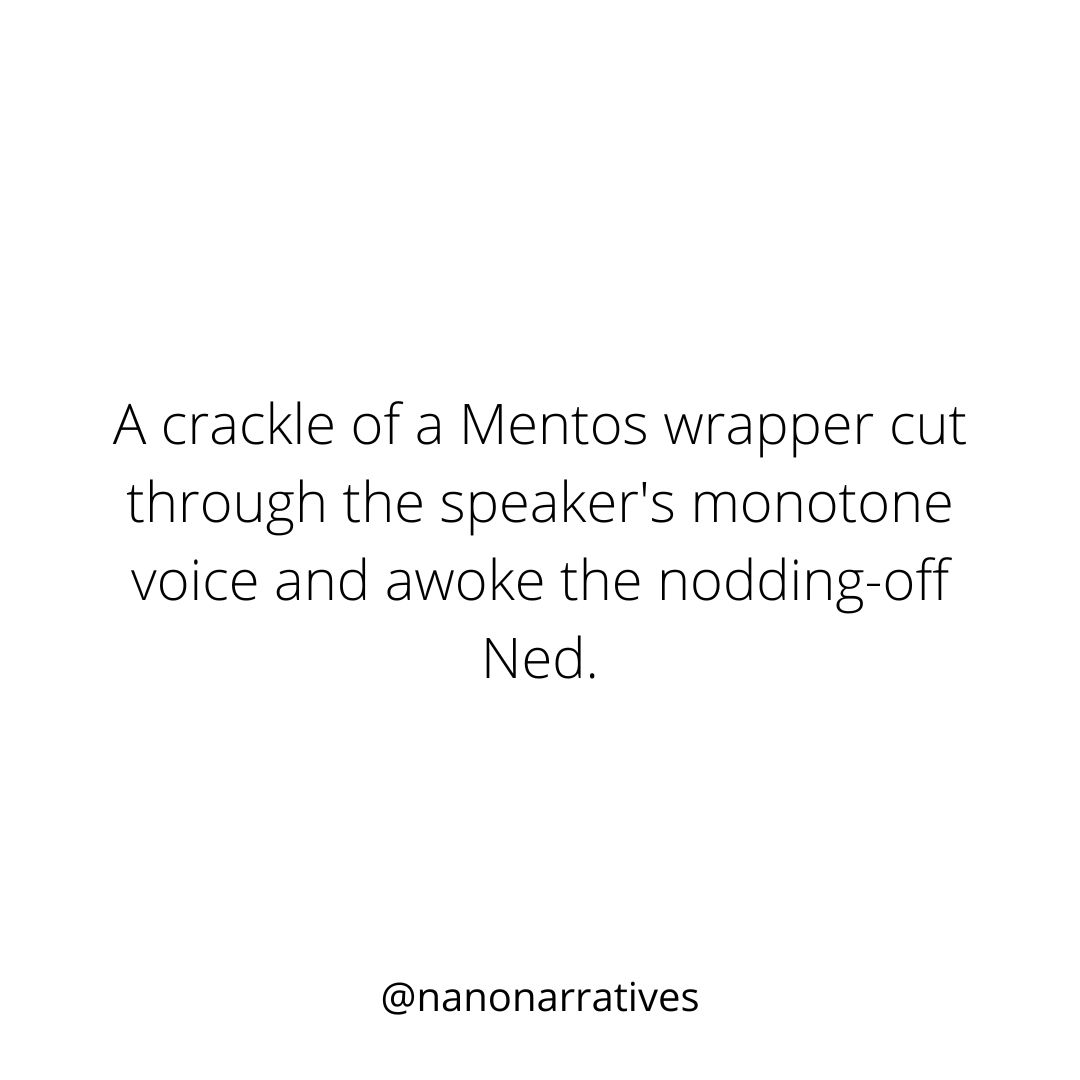 A crackle of a Mentos wrapper cut
through the speaker's monotone
voice and awoke the nodding-off
Ned.
@nanonarratives